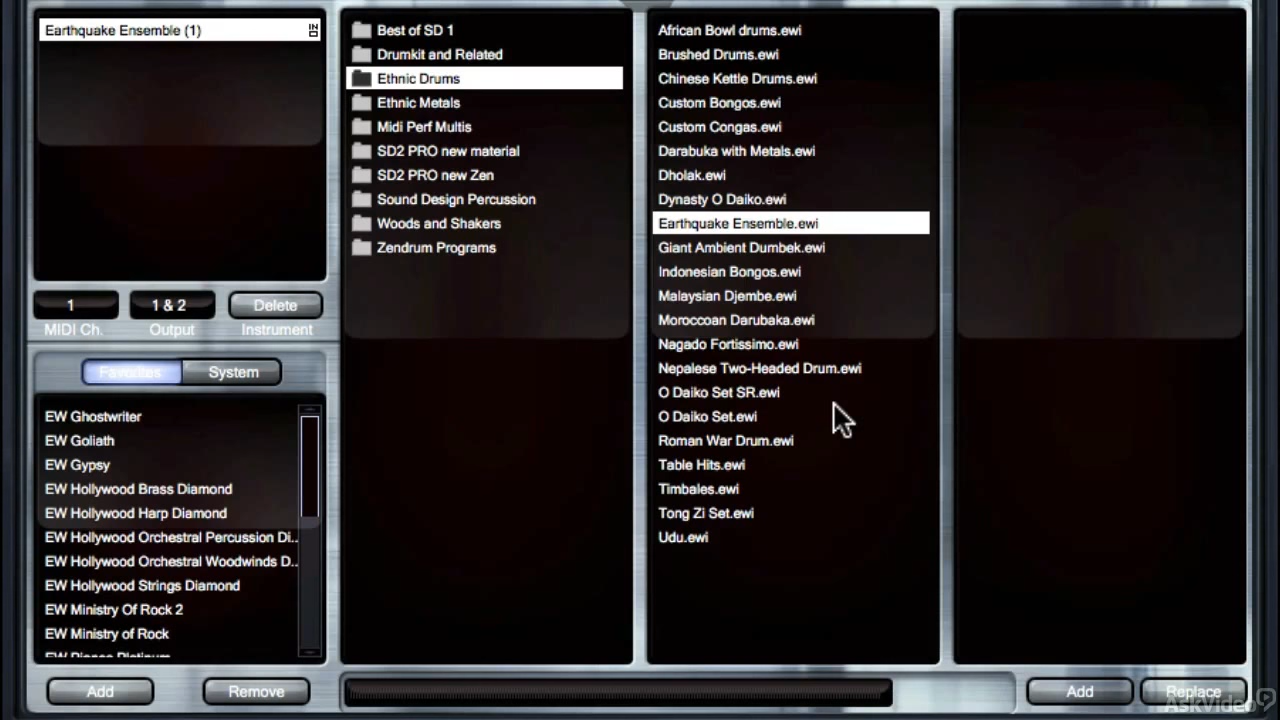 Earthquake Ensemble (1)
1
1 & 2
Delete
MIDI Ch.
Output
Instrument
Favorites
System
EW Ghostwriter
EW Goliath
EW Gypsy
EW Hollywood Brass Diamond
EW Hollywood Harp Diamond
EW Hollywood Orchestral Percussion Di..
EW Hollywood Orchestral Woodwinds D..
EW Hollywood Strings Diamond
EW Ministry Of Rock 2
EW Ministry of Rock
EW Pianos Platinum
Add
Remove
Best of SD 1
Drumkit and Related
Ethnic Drums
Ethnic Metals
Midi Perf Multis
SD2 PRO new material
SD2 PRO new Zen
Sound Design Percussion
Woods and Shakers
Zendrum Programs
African Bowl drums.ewi
Brushed Drums.ewi
Chinese Kettle Drums.ewi
Custom Bongos.ewi
Custom Congas.ewi
Darabuka with Metals.ewi
Dholak.ewi
Dynasty O Daiko.ewi
Earthquake Ensemble.ewi
Giant Ambient Dumbek.ewi
Indonesian Bongos.ewi
Malaysian Djembe.ewi
Moroccan Darubaka.ewi
Nagado Fortissimo.ewi
Nepalese Two-Headed Drum.ewi
O Daiko Set SR.ewi
O Daiko Set.ewi
Roman War Drum.ewi
Table Hits.ewi
Timbales.ewi
Tong Zi Set.ewi
Udu.ewi
Add
Replace
AskVideo